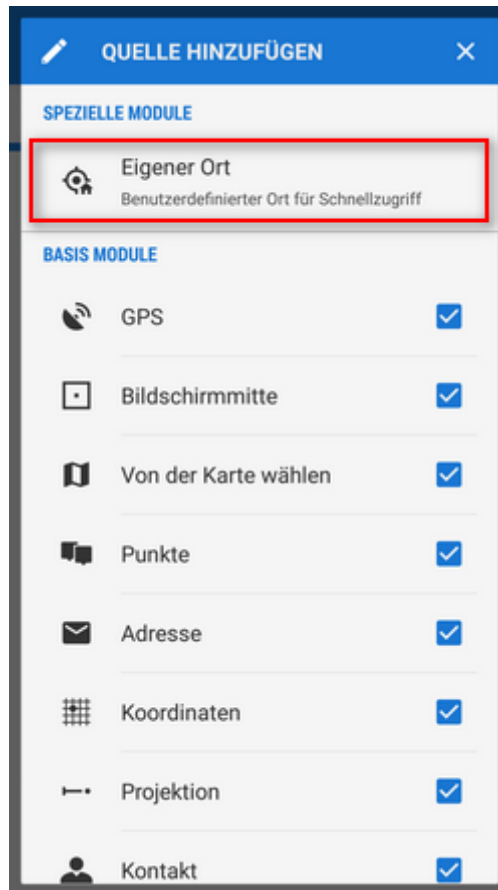 QUELLE HINZUFÜGEN
SPEZIELLE MODULE
Eigener Ort
Benutzerdefinierter Ort für Schnellzugriff
BASIS MODULE
GPS
Bildschirmmitte
Von der Karte wählen
Punkte
Adresse
Koordinaten
Projektion
Kontakt